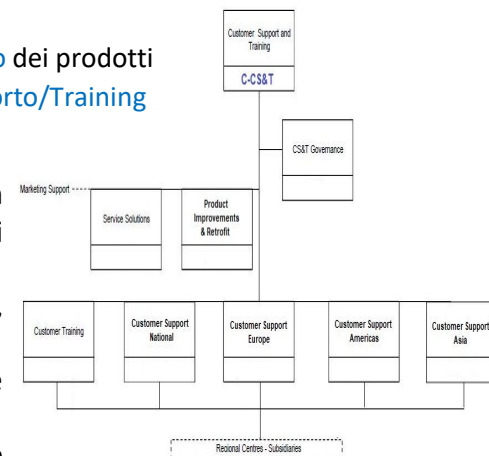 dei prodotti
orto/Training
Customer Support and
Training
C-CS&T
CS&T Governance
Marketing Support
Service Solutions
Product
Improvements
& Retrofit
Customer Training
Customer Support
National
Customer Support
Europe
Customer Support
Americas
Customer Support
Asia
Regional Centres - Subsidiaries